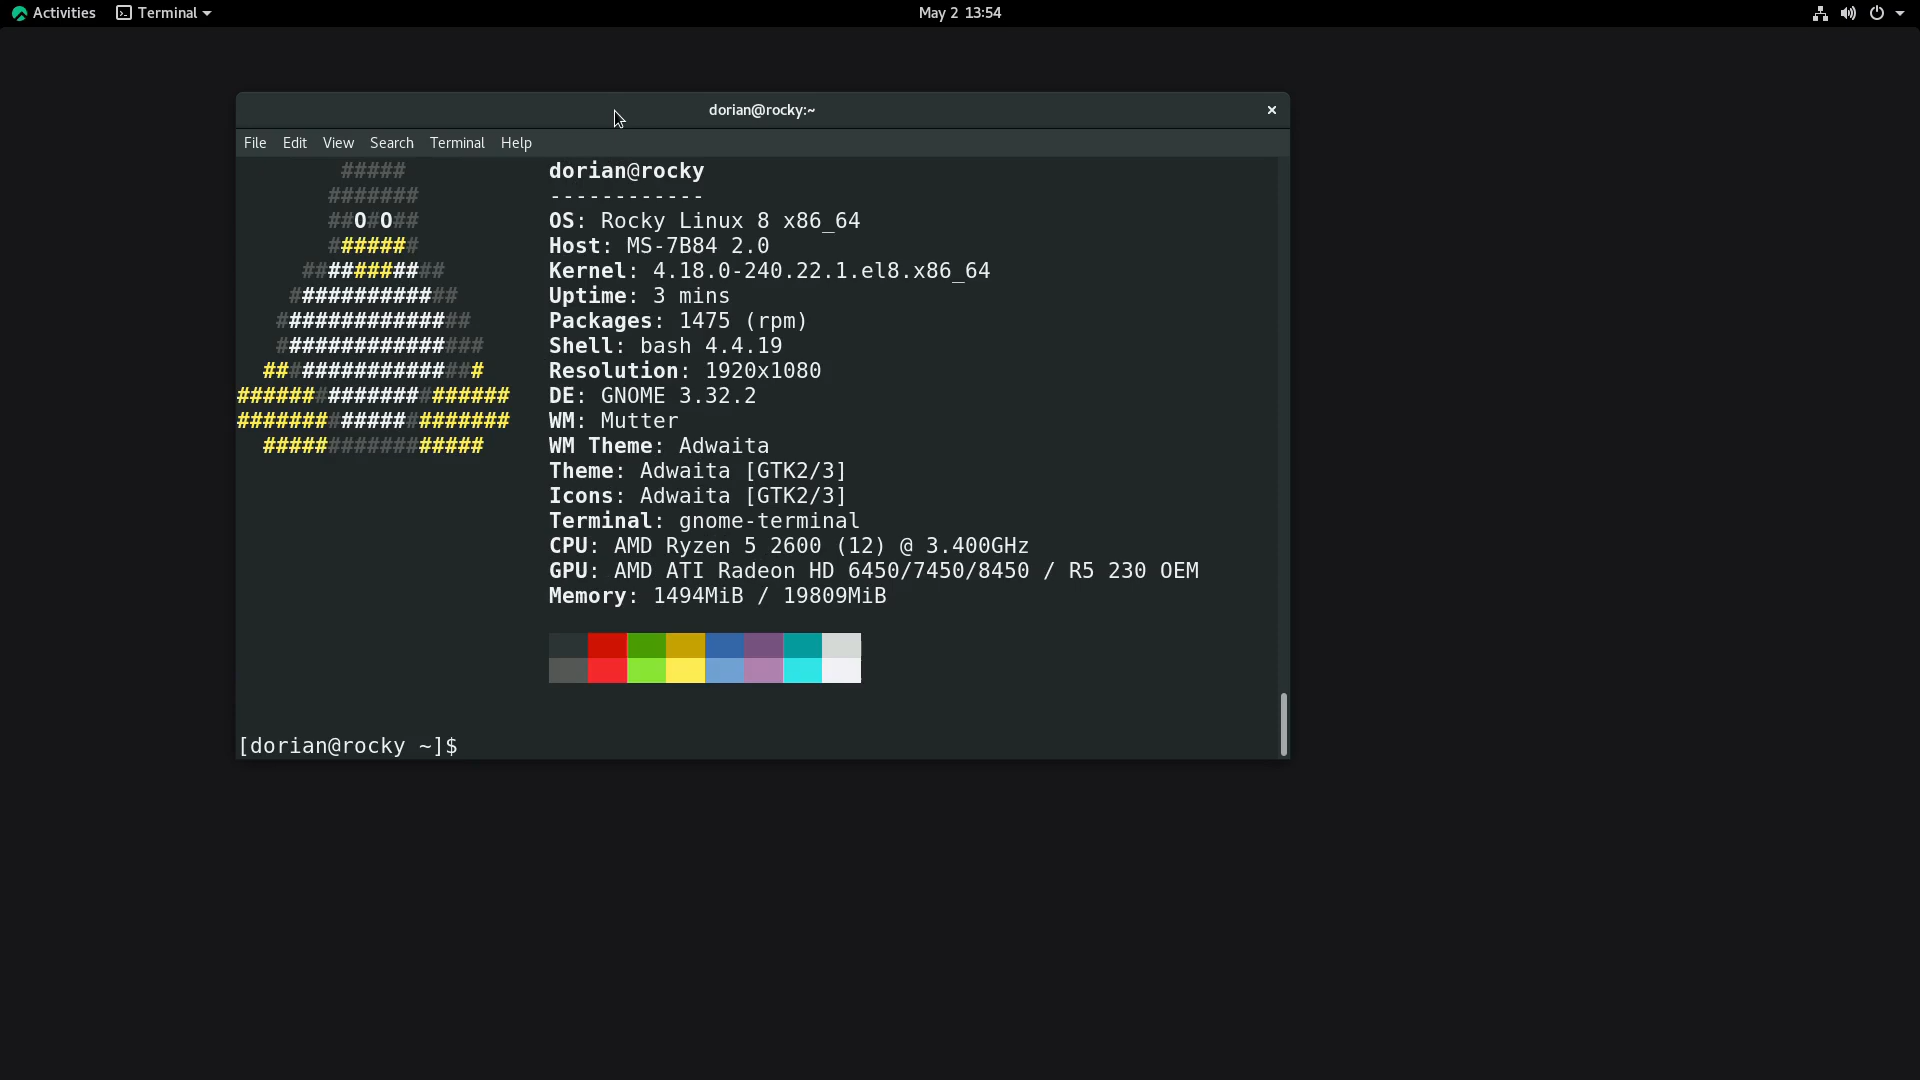 Activities Terminal May 2 13:54
dorian@rocky:~
File Edit View Search Terminal Help
##### dorian@rocky
####### ------------
##O#O## OS: Rocky Linux 8 x86_64
####### Host: MS-7B84 2.0
########### Kernel: 4.18.0-240.22.1.el8.x86_64
############# Uptime: 3 mins
############### Packages: 1475 (rpm)
################ Shell: bash 4.4.19
################# Resolution: 1920x1080
##################### DE: GNOME 3.32.2
##################### WM: Mutter
################# WM Theme: Adwaita
Theme: Adwaita [GTK2/3]
Icons: Adwaita [GTK2/3]
Terminal: gnome-terminal
CPU: AMD Ryzen 5 2600 (12) @ 3.400GHz
GPU: AMD ATI Radeon HD 6450/7450/8450 / R5 230 OEM
Memory: 1494MiB / 19809MiB
[dorian@rocky ~]$